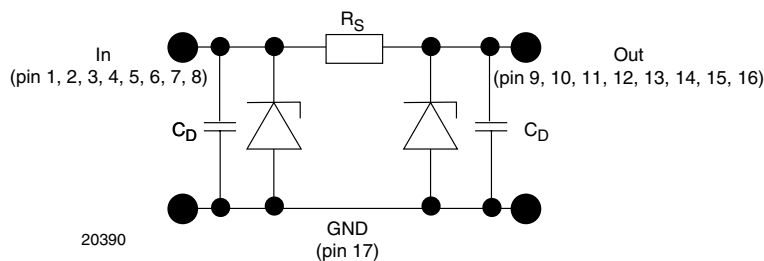 R_S
In
Out
(pin 1, 2, 3, 4, 5, 6, 7, 8)
(pin 9, 10, 11, 12, 13, 14, 15, 16)
C_D
C_D
GND
(pin 17)
20390